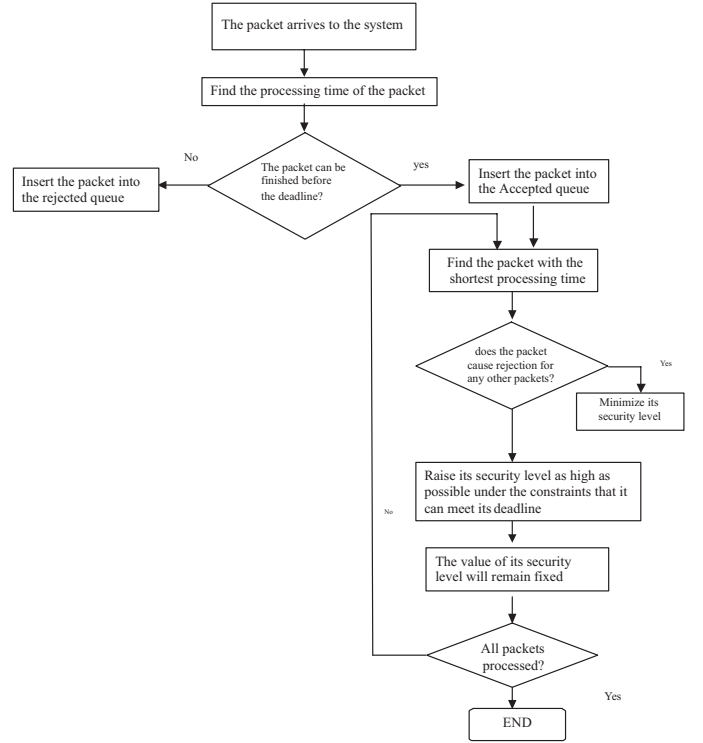 The packet arrives to the system
Find the processing time of the packet
No
The packet can be
finished before
the deadline?
yes
Insert the packet into
the rejected queue
Insert the packet into
the Accepted queue
Find the packet with the
shortest processing time
does the packet
cause rejection for
any other packets?
Yes
Minimize its
security level
Raise its security level as high as
possible under the constraints that it
can meet its deadline
No
The value of its security
level will remain fixed
All packets
processed?
Yes
END